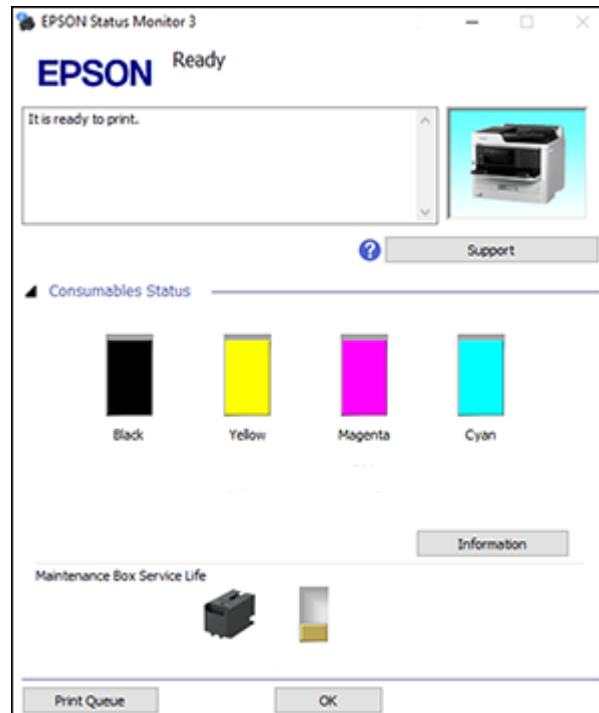 EPSON Status Monitor 3
EPSON
Ready
It is ready to print.
?
Support
Consumables Status
Black
Yellow
Magenta
Cyan
Information
Maintenance Box Service Life
Print Queue
OK